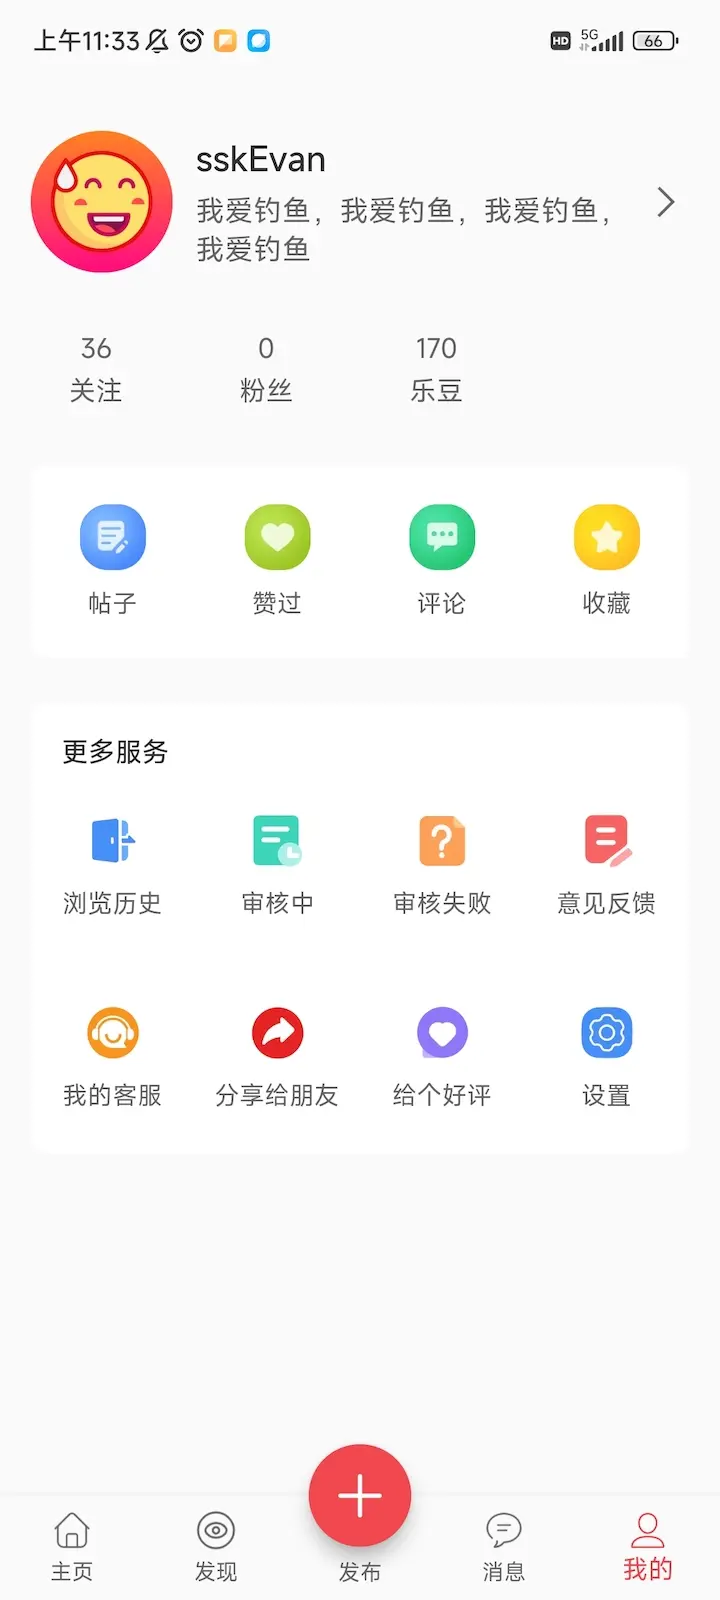 上午11:33
HD 5G 66
sskEvan
我爱钓鱼，我爱钓鱼，我爱钓鱼，
我爱钓鱼
36 0 170
关注 粉丝 乐豆
帖子 赞过 评论 收藏
更多服务
浏览历史 审核中 审核失败 意见反馈
我的客服 分享给朋友 给个好评 设置
主页 发现 发布 消息 我的